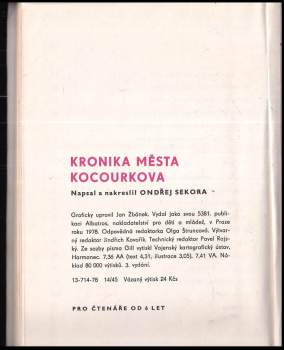 KRONIKA MĚSTA
KOCOURKOVA
Napsal a nakreslil ONDŘEJ SEKORA
Graficky upravil Jan Žbánek. Vydal jako svou 5381. publi-
kaci Albatros, nakladatelství pro děti a mládež, v Praze
roku 1978. Odpovědná redaktorka Olga Štruncová. Výtvar-
ný redaktor Jindřich Kovařík. Technický redaktor Pavel Rajs-
ký. Ze sazby písma Gill vytiskl Vojenský kartografický ústav,
Harmanec. 7,36 AA (text 4,31, ilustrace 3,05), 7,41 VA. Ná-
klad 80 000 výtisků. 3. vydání.
13-714-78 14/45 Vázaný výtisk 24 Kčs
PRO ČTENÁŘE OD 6 LET